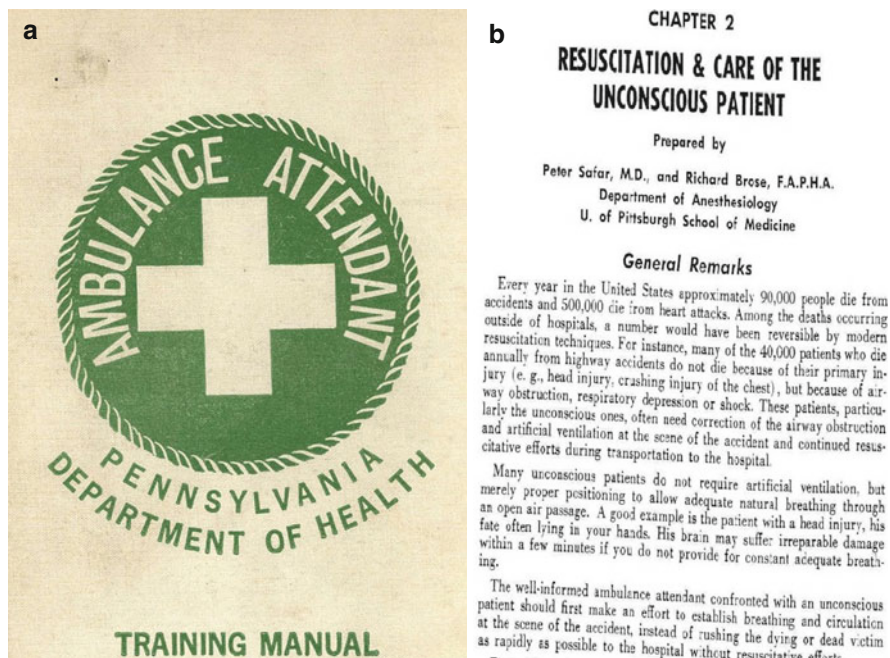 a
AMBULANCE ATTENDANT
PENNSYLVANIA
DEPARTMENT OF HEALTH
TRAINING MANUAL
b
CHAPTER 2
RESUSCITATION & CARE OF THE
UNCONSCIOUS PATIENT
Prepared by
Peter Safar, M.D., and Richard Brose, F.A.P.H.A.
Department of Anesthesiology
U. of Pittsburgh School of Medicine
General Remarks
Every year in the United States approximately 90,000 people die from
accidents and 500,000 die from heart attacks. Among the deaths occurring
outside of hospitals, a number would have been reversible by modern
resuscitation techniques. For instance, many of the 40,000 patients who die
annually from highway accidents do not die because of their primary in-
jury (e. g., head injury, crushing injury of the chest), but because of air-
way obstruction, respiratory depression or shock. These patients, particu-
larly the unconscious ones, often need correction of the airway obstruction
and artificial ventilation at the scene of the accident and continued resus-
citative efforts during transportation to the hospital.
Many unconscious patients do not require artificial ventilation, but
merely proper positioning to allow adequate natural breathing through
an open air passage. A good example is the patient with a head injury, his
fate often lying in your hands. His brain may suffer irreparable damage
within a few minutes if you do not provide for constant adequate breath-
ing.
The well-informed ambulance attendant confronted with an unconscious
patient should first make an effort to establish breathing and circulation
at the scene of the accident, instead of rushing the dying or dead victim
as rapidly as possible to the hospital without resuscitative efforts